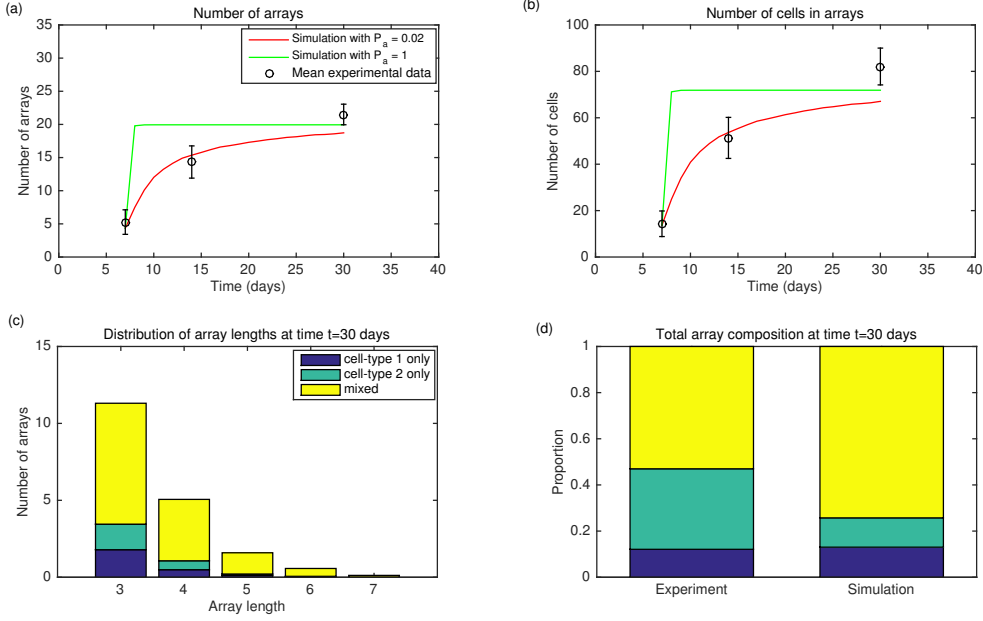 (a)
Number of arrays
35
30
25
20
15
10
5
0
Number of arrays
Simulation with P_a = 0.02
Simulation with P_a = 1
Mean experimental data
0 5 10 15 20 25 30 35 40
Time (days)
(b)
Number of cells in arrays
100
80
60
40
20
0
Number of cells
0 5 10 15 20 25 30 35 40
Time (days)
(c)
Distribution of array lengths at time t=30 days
15
10
5
0
Number of arrays
cell-type 1 only
cell-type 2 only
mixed
3 4 5 6 7
Array length
(d)
Total array composition at time t=30 days
1
0.8
0.6
0.4
0.2
0
Proportion
Experiment Simulation